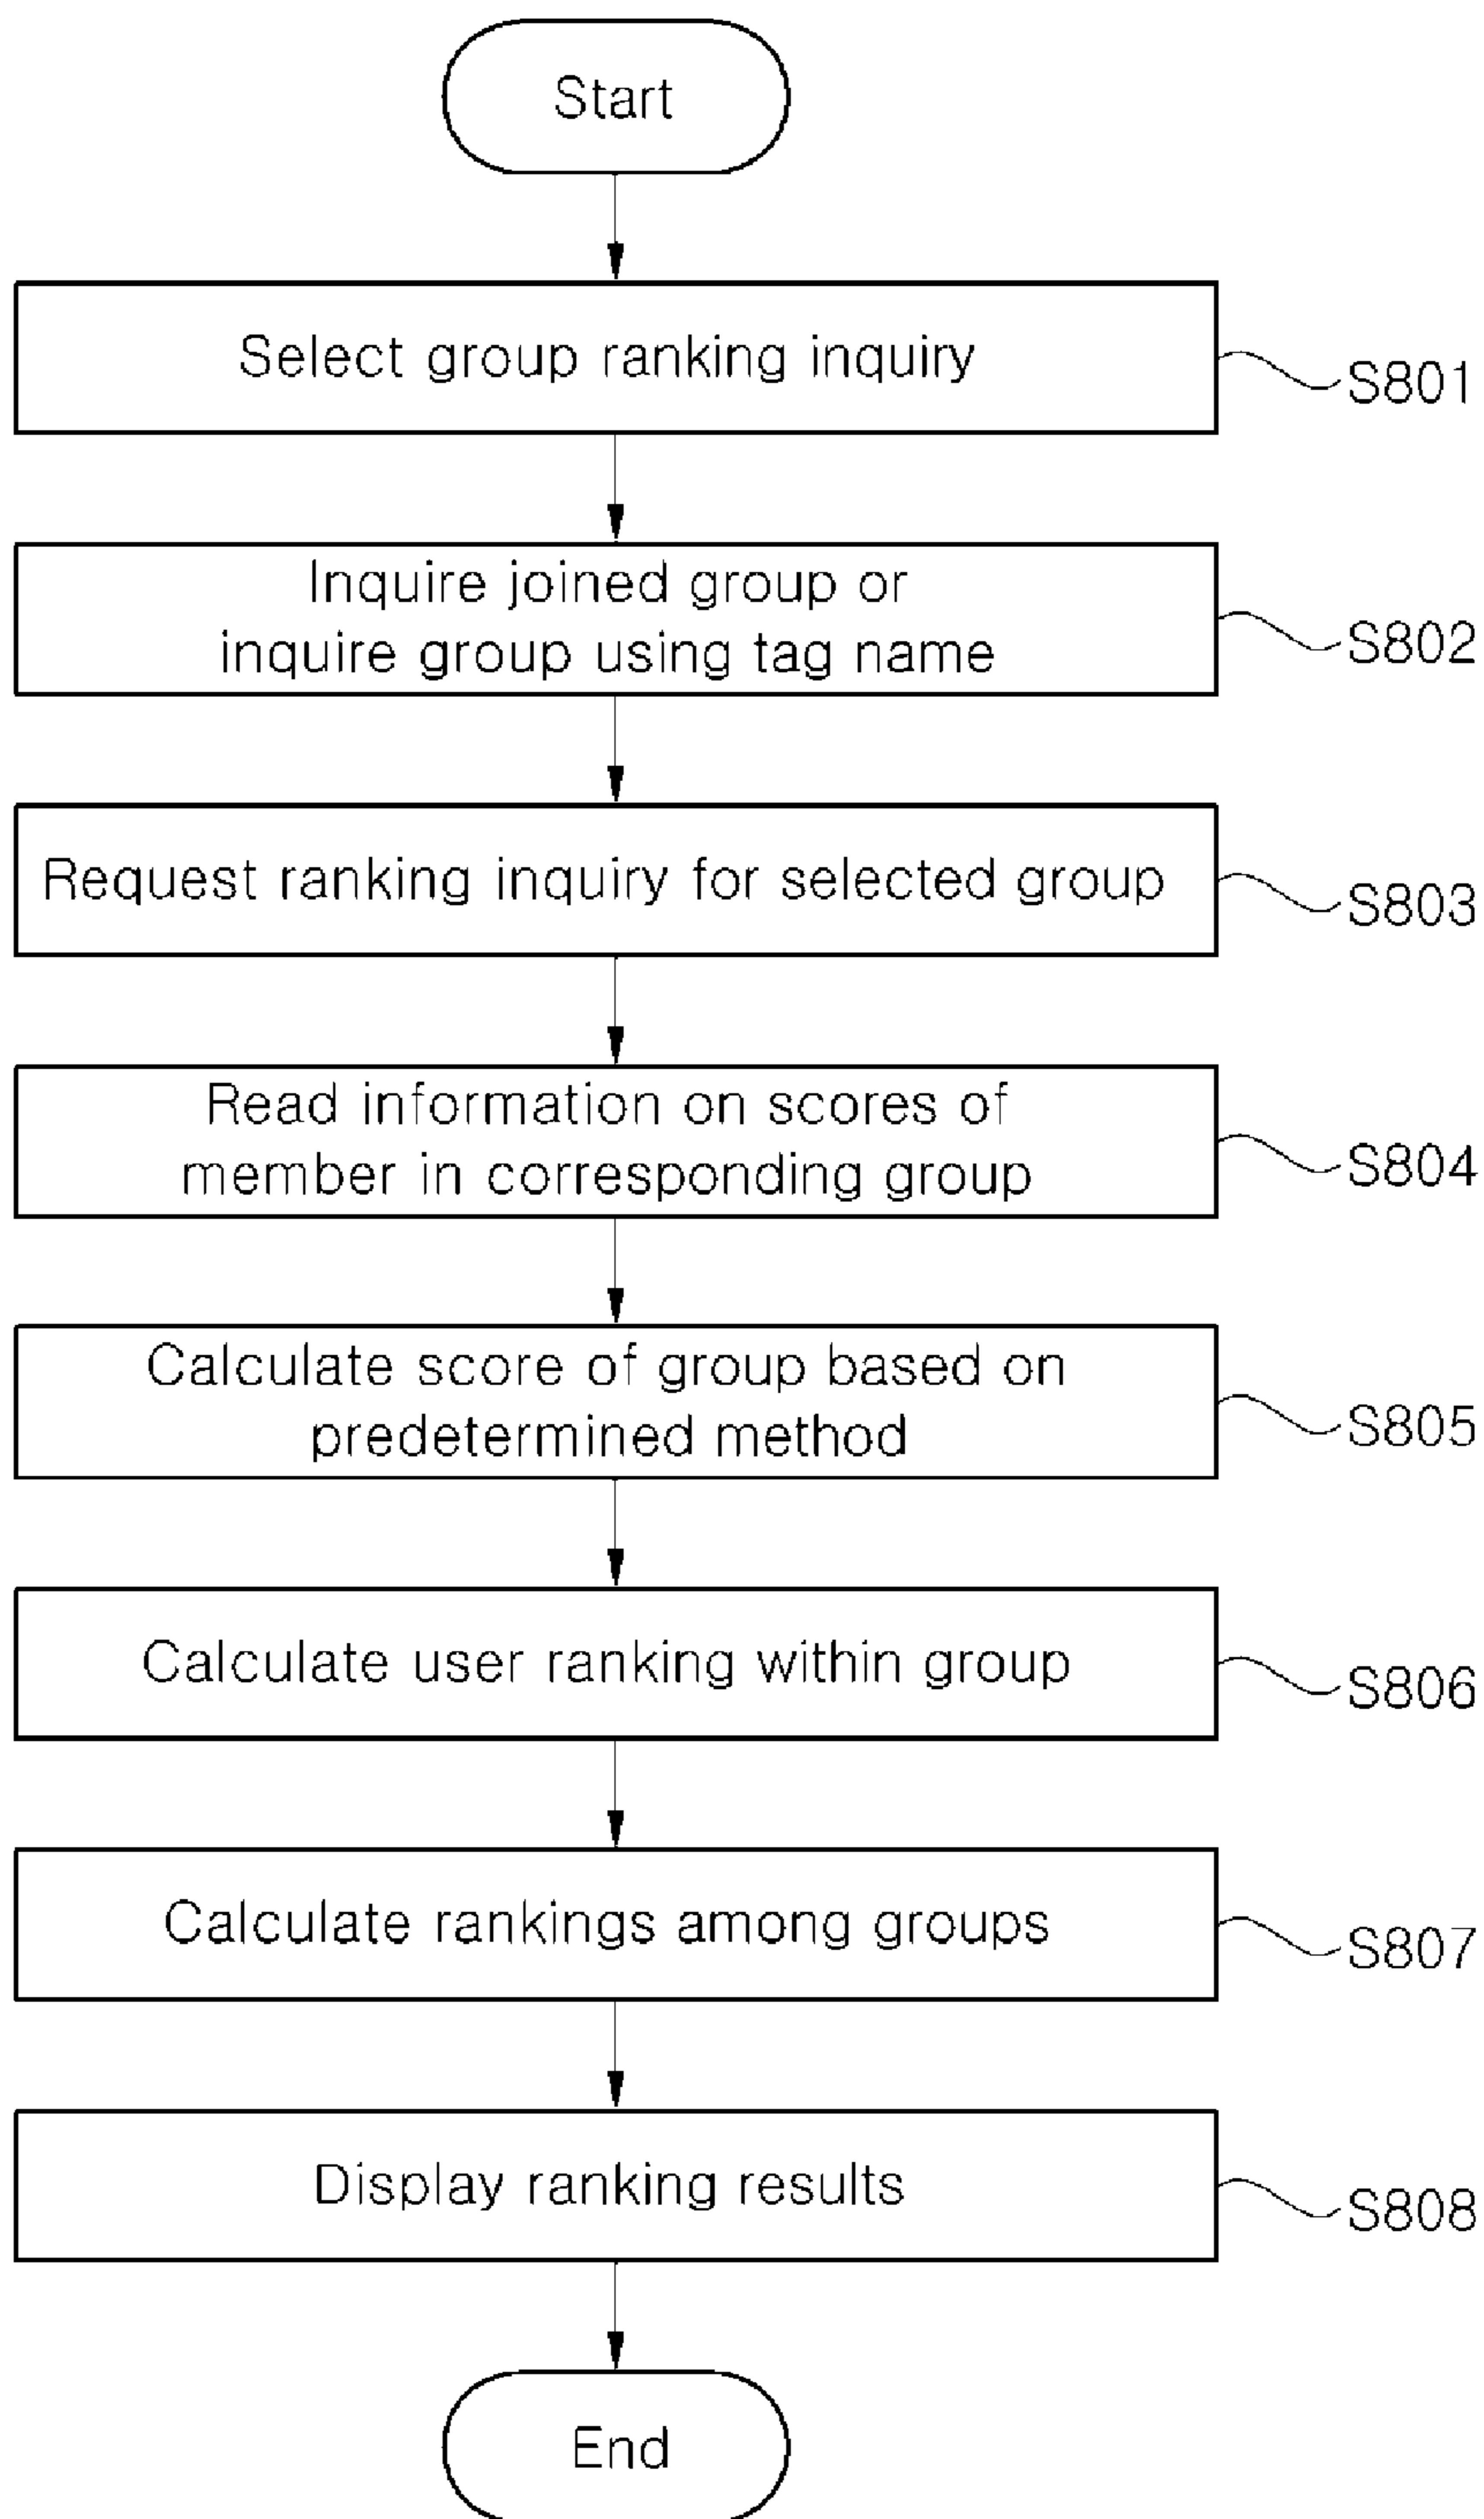 Start
Select group ranking inquiry
S801
Inquire joined group or
inquire group using tag name
S802
Request ranking inquiry for selected group
S803
Read information on scores of
member in corresponding group
S804
Calculate score of group based on
predetermined method
S805
Calculate user ranking within group
S806
Calculate rankings among groups
S807
Display ranking results
S808
End